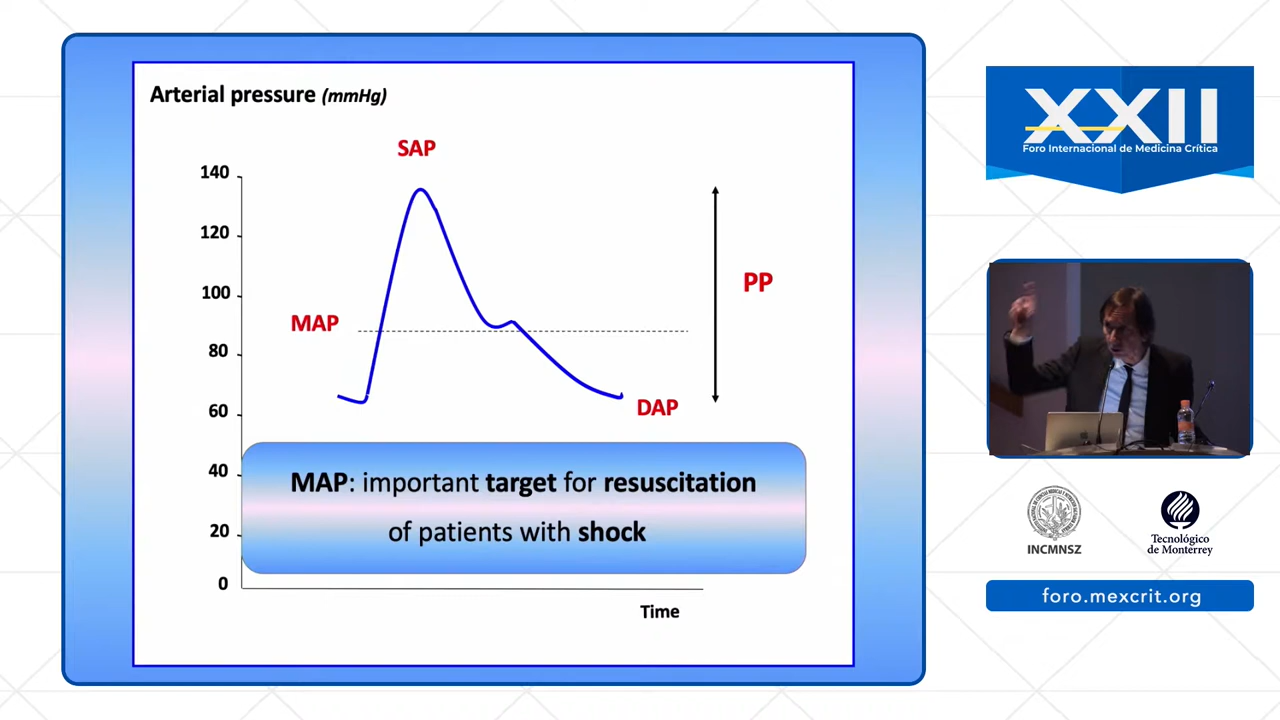 Arterial pressure (mmHg)
SAP
140
120
100
MAP
80
60
40
20
0
PP
DAP
MAP: important target for resuscitation
of patients with shock
Time
XXII
Foro Internacional de Medicina Crítica
INCMNSZ
Tecnológico
de Monterrey
foro.mexcrit.org